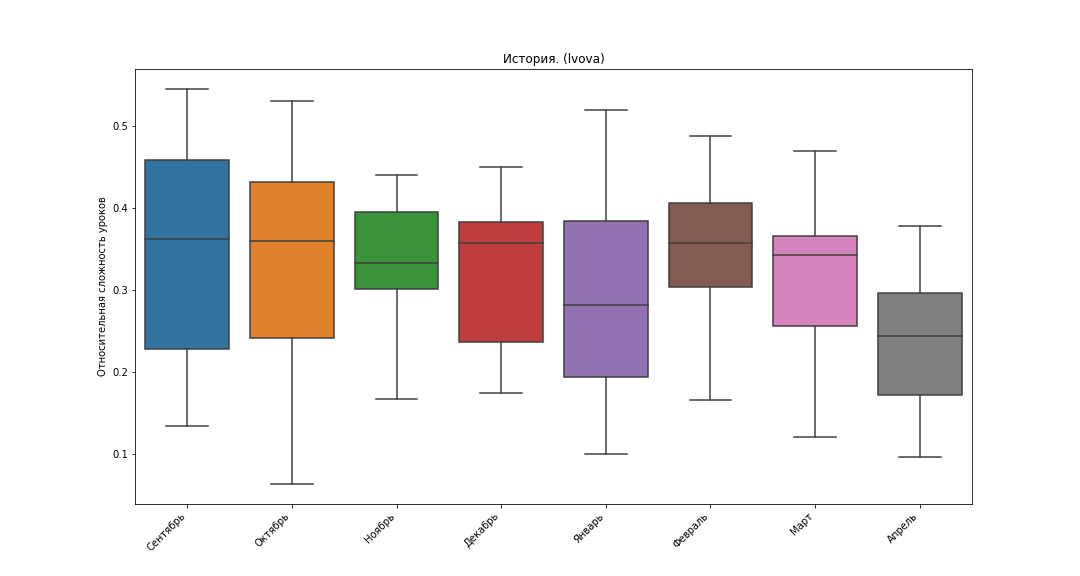 История. (lvova)
Относительная сложность уроков
0.5
0.4
0.3
0.2
0.1
Сентябрь
Октябрь
Ноябрь
Декабрь
Январь
Февраль
Март
Апрель